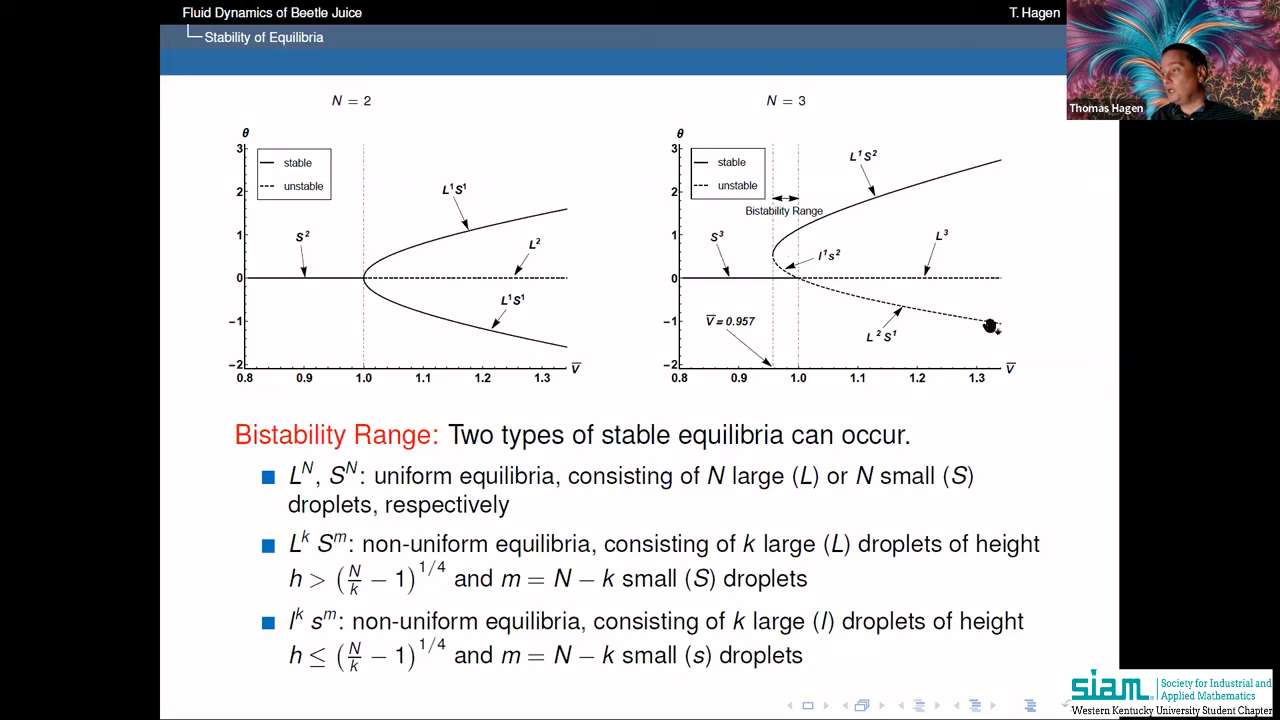 Fluid Dynamics of Beetle Juice
T. Hagen
Stability of Equilibria
Thomas Hagen
N = 2
θ
3
2
1
0
−1
−2
stable
unstable
S²
L¹S¹
L²
L¹S¹
0.8 0.9 1.0 1.1 1.2 1.3 V̅
N = 3
θ
3
2
1
0
−1
−2
stable
unstable
Bistability Range
L¹S²
S³
l¹s²
L³
V̅ = 0.957
L²S¹
0.8 0.9 1.0 1.1 1.2 1.3 V̅
Bistability Range: Two types of stable equilibria can occur.
Lᴺ, Sᴺ: uniform equilibria, consisting of N large (L) or N small (S)
droplets, respectively
Lᵏ Sᵐ: non-uniform equilibria, consisting of k large (L) droplets of height
h > (N/k − 1)^1/4 and m = N − k small (S) droplets
lᵏ sᵐ: non-uniform equilibria, consisting of k large (l) droplets of height
h ≤ (N/k − 1)^1/4 and m = N − k small (s) droplets
siam. Society for Industrial and
Applied Mathematics
Western Kentucky University Student Chapter